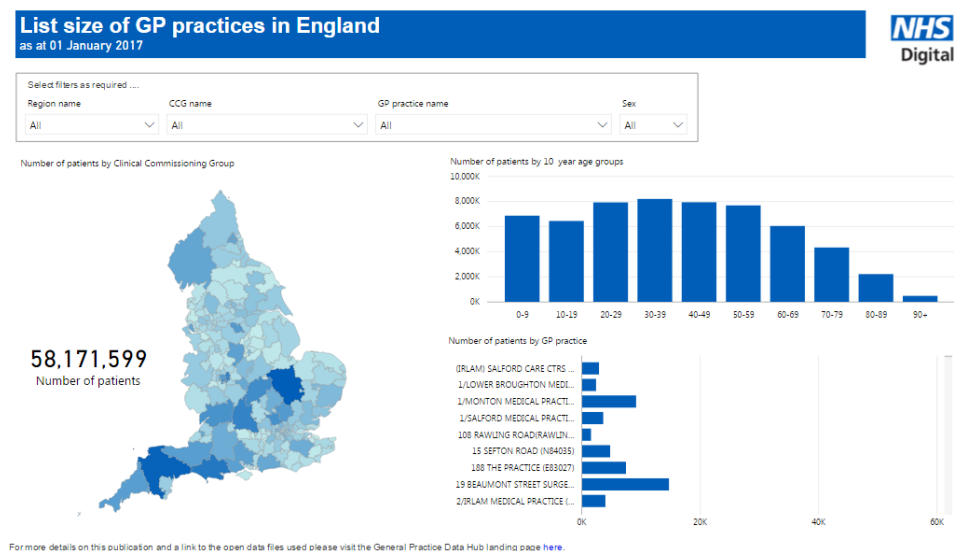 List size of GP practices in England
as at 01 January 2017
NHS
Digital
Select filters as required ....
Region name
CCG name
GP practice name
Sex
All
All
All
All
Number of patients by Clinical Commissioning Group
58,171,599
Number of patients
Number of patients by 10 year age groups
10,000K
8,000K
6,000K
4,000K
2,000K
0K
0-9 10-19 20-29 30-39 40-49 50-59 60-69 70-79 80-89 90+
Number of patients by GP practice
(IRLAM) SALFORD CARE CTRS ...
1/LOWER BROUGHTON MEDI...
1/MONTON MEDICAL PRACTI...
1/SALFORD MEDICAL PRACTI...
108 RAWLING ROAD(RAWLIN...
15 SEFTON ROAD (N84035)
188 THE PRACTICE (E83027)
19 BEAUMONT STREET SURGE...
2/IRLAM MEDICAL PRACTICE (...
0K 20K 40K 60K
For more details on this publication and a link to the open data files used please visit the General Practice Data Hub landing page here.